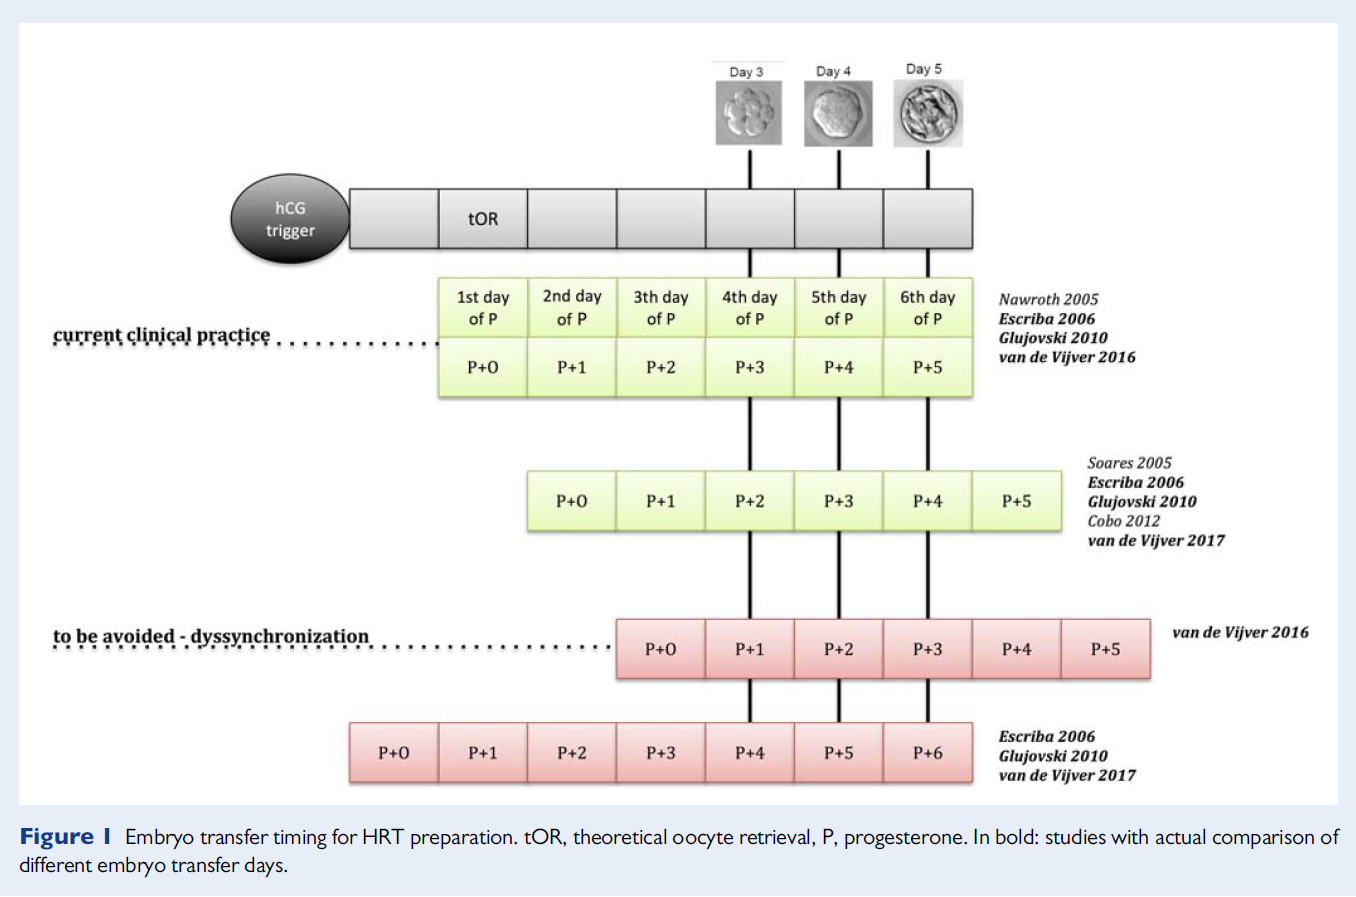 Day 3
Day 4
Day 5
hCG
trigger
tOR
1st day
of P
2nd day
of P
3th day
of P
4th day
of P
5th day
of P
6th day
of P
Nawroth 2005
Escriba 2006
Glujovski 2010
van de Vijver 2016
current clinical practice
P+0 P+1 P+2 P+3 P+4 P+5
Soares 2005
Escriba 2006
Glujovski 2010
Cobo 2012
van de Vijver 2017
P+0 P+1 P+2 P+3 P+4 P+5
to be avoided - dyssynchronization
P+0 P+1 P+2 P+3 P+4 P+5
van de Vijver 2016
P+0 P+1 P+2 P+3 P+4 P+5 P+6
Escriba 2006
Glujovski 2010
van de Vijver 2017
Figure 1 Embryo transfer timing for HRT preparation. tOR, theoretical oocyte retrieval, P, progesterone. In bold: studies with actual comparison of
different embryo transfer days.